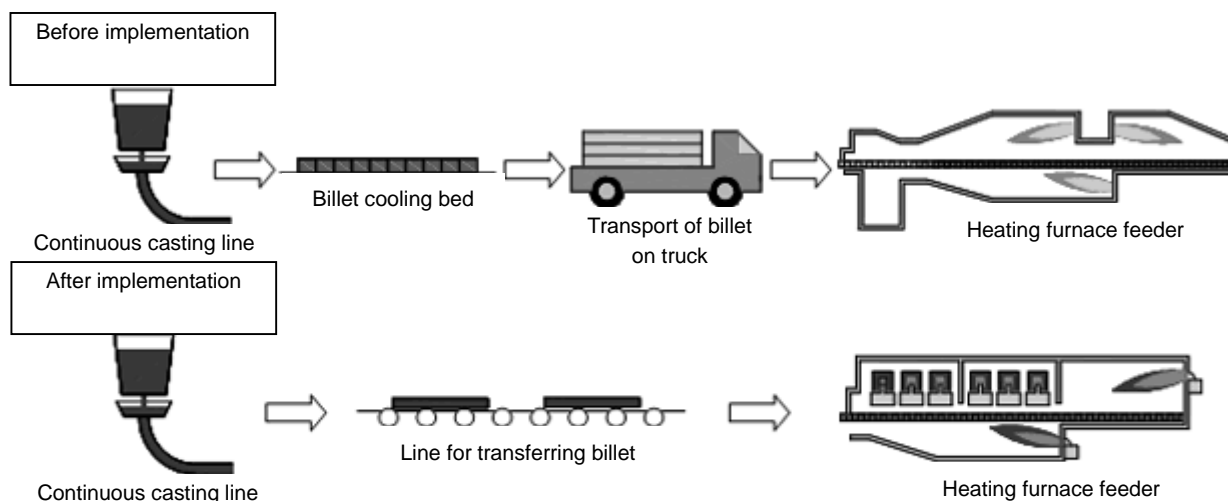 Before implementation
Billet cooling bed
Transport of billet
on truck
Continuous casting line
Heating furnace feeder
After implementation
Line for transferring billet
Continuous casting line
Heating furnace feeder